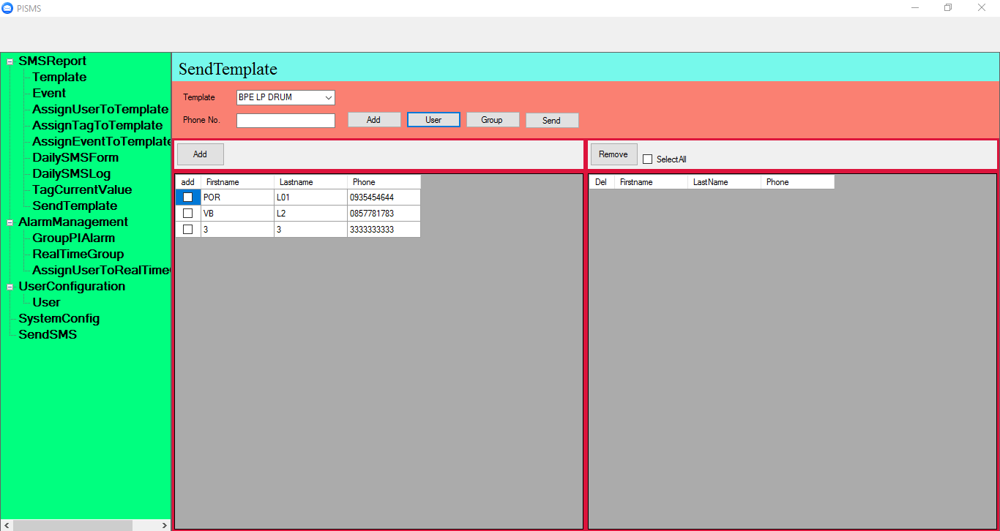 PISMS
SMSReport
Template
Event
AssignUserToTemplate
AssignTagToTemplate
AssignEventToTemplate
DailySMSForm
DailySMSLog
TagCurrentValue
SendTemplate
AlarmManagement
GroupPIAlarm
RealTimeGroup
AssignUserToRealTime
UserConfiguration
User
SystemConfig
SendSMS
SendTemplate
Template BPE LP DRUM
Phone No. Add User Group Send
Add
add Firstname Lastname Phone
POR L01 0935454644
VB L2 0857781783
3 3 3333333333
Remove SelectAll
Del Firstname LastName Phone